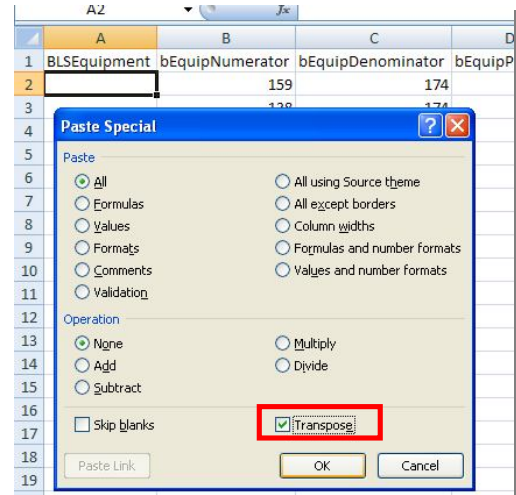 A2 fx
A B C D
1 BLSEquipment bEquipNumerator bEquipDenominator bEquipP
2 159 174
3 128 174
4 Paste Special
5 Paste
6 All All using Source theme
7 Formulas All except borders
8 Values Column widths
9 Formats Formulas and number formats
10 Comments Values and number formats
11 Validation
12 Operation
13 None Multiply
14 Add Divide
15 Subtract
16 Skip blanks Transpose
17
18 Paste Link OK Cancel
19